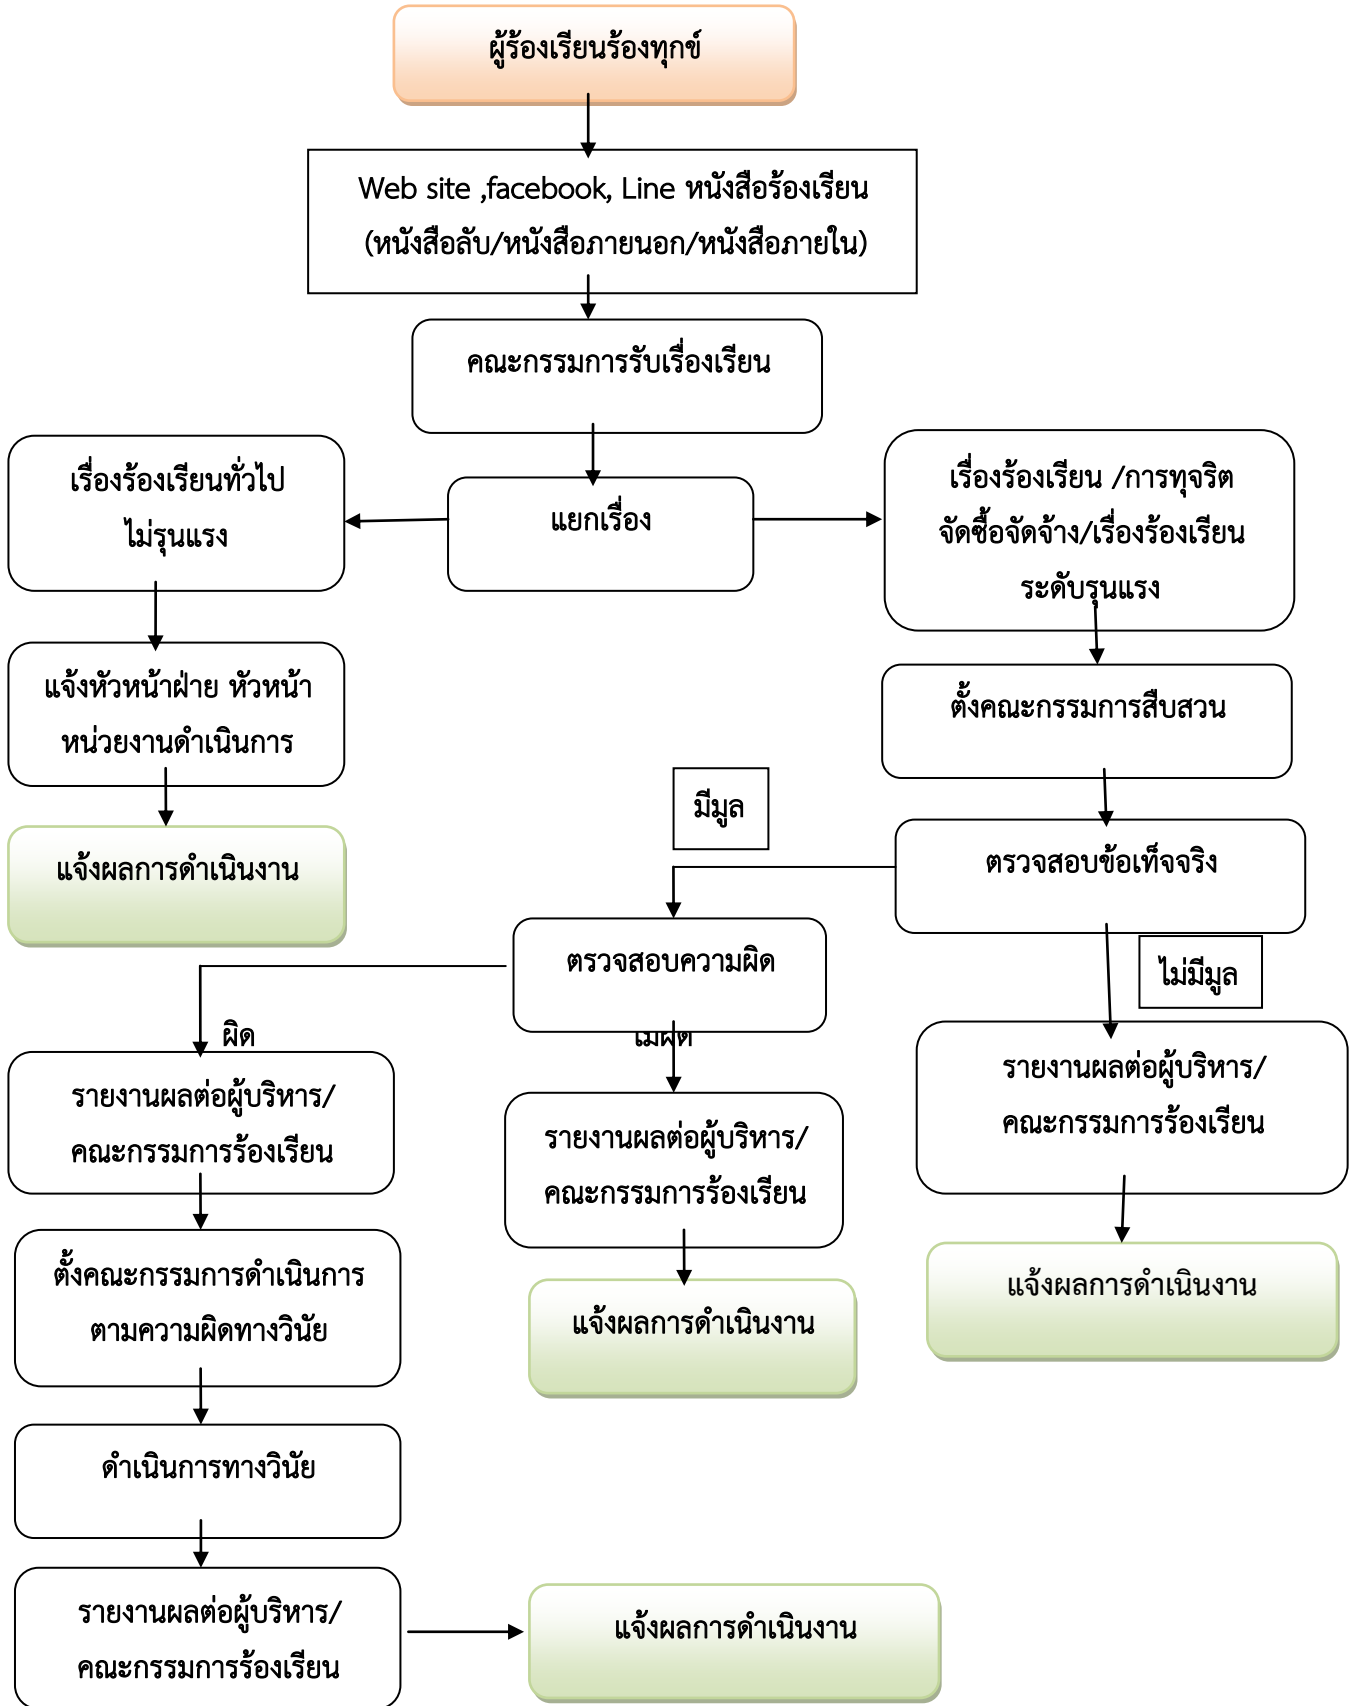 ผู้ร้องเรียนร้องทุกข์
Web site ,facebook, Line หนังสือร้องเรียน
(หนังสือลับ/หนังสือภายนอก/หนังสือภายใน)
คณะกรรมการรับเรื่องเรียน
แยกเรื่อง
เรื่องร้องเรียนทั่วไป
ไม่รุนแรง
แจ้งหัวหน้าฝ่าย หัวหน้า
หน่วยงานดำเนินการ
แจ้งผลการดำเนินงาน
เรื่องร้องเรียน /การทุจริต
จัดซื้อจัดจ้าง/เรื่องร้องเรียน
ระดับรุนแรง
ตั้งคณะกรรมการสืบสวน
ตรวจสอบข้อเท็จจริง
มีมูล
ไม่มีมูล
ตรวจสอบความผิด
ผิด
ไม่ผิด
รายงานผลต่อผู้บริหาร/
คณะกรรมการร้องเรียน
ตั้งคณะกรรมการดำเนินการ
ตามความผิดทางวินัย
ดำเนินการทางวินัย
รายงานผลต่อผู้บริหาร/
คณะกรรมการร้องเรียน
แจ้งผลการดำเนินงาน
รายงานผลต่อผู้บริหาร/
คณะกรรมการร้องเรียน
แจ้งผลการดำเนินงาน
รายงานผลต่อผู้บริหาร/
คณะกรรมการร้องเรียน
แจ้งผลการดำเนินงาน